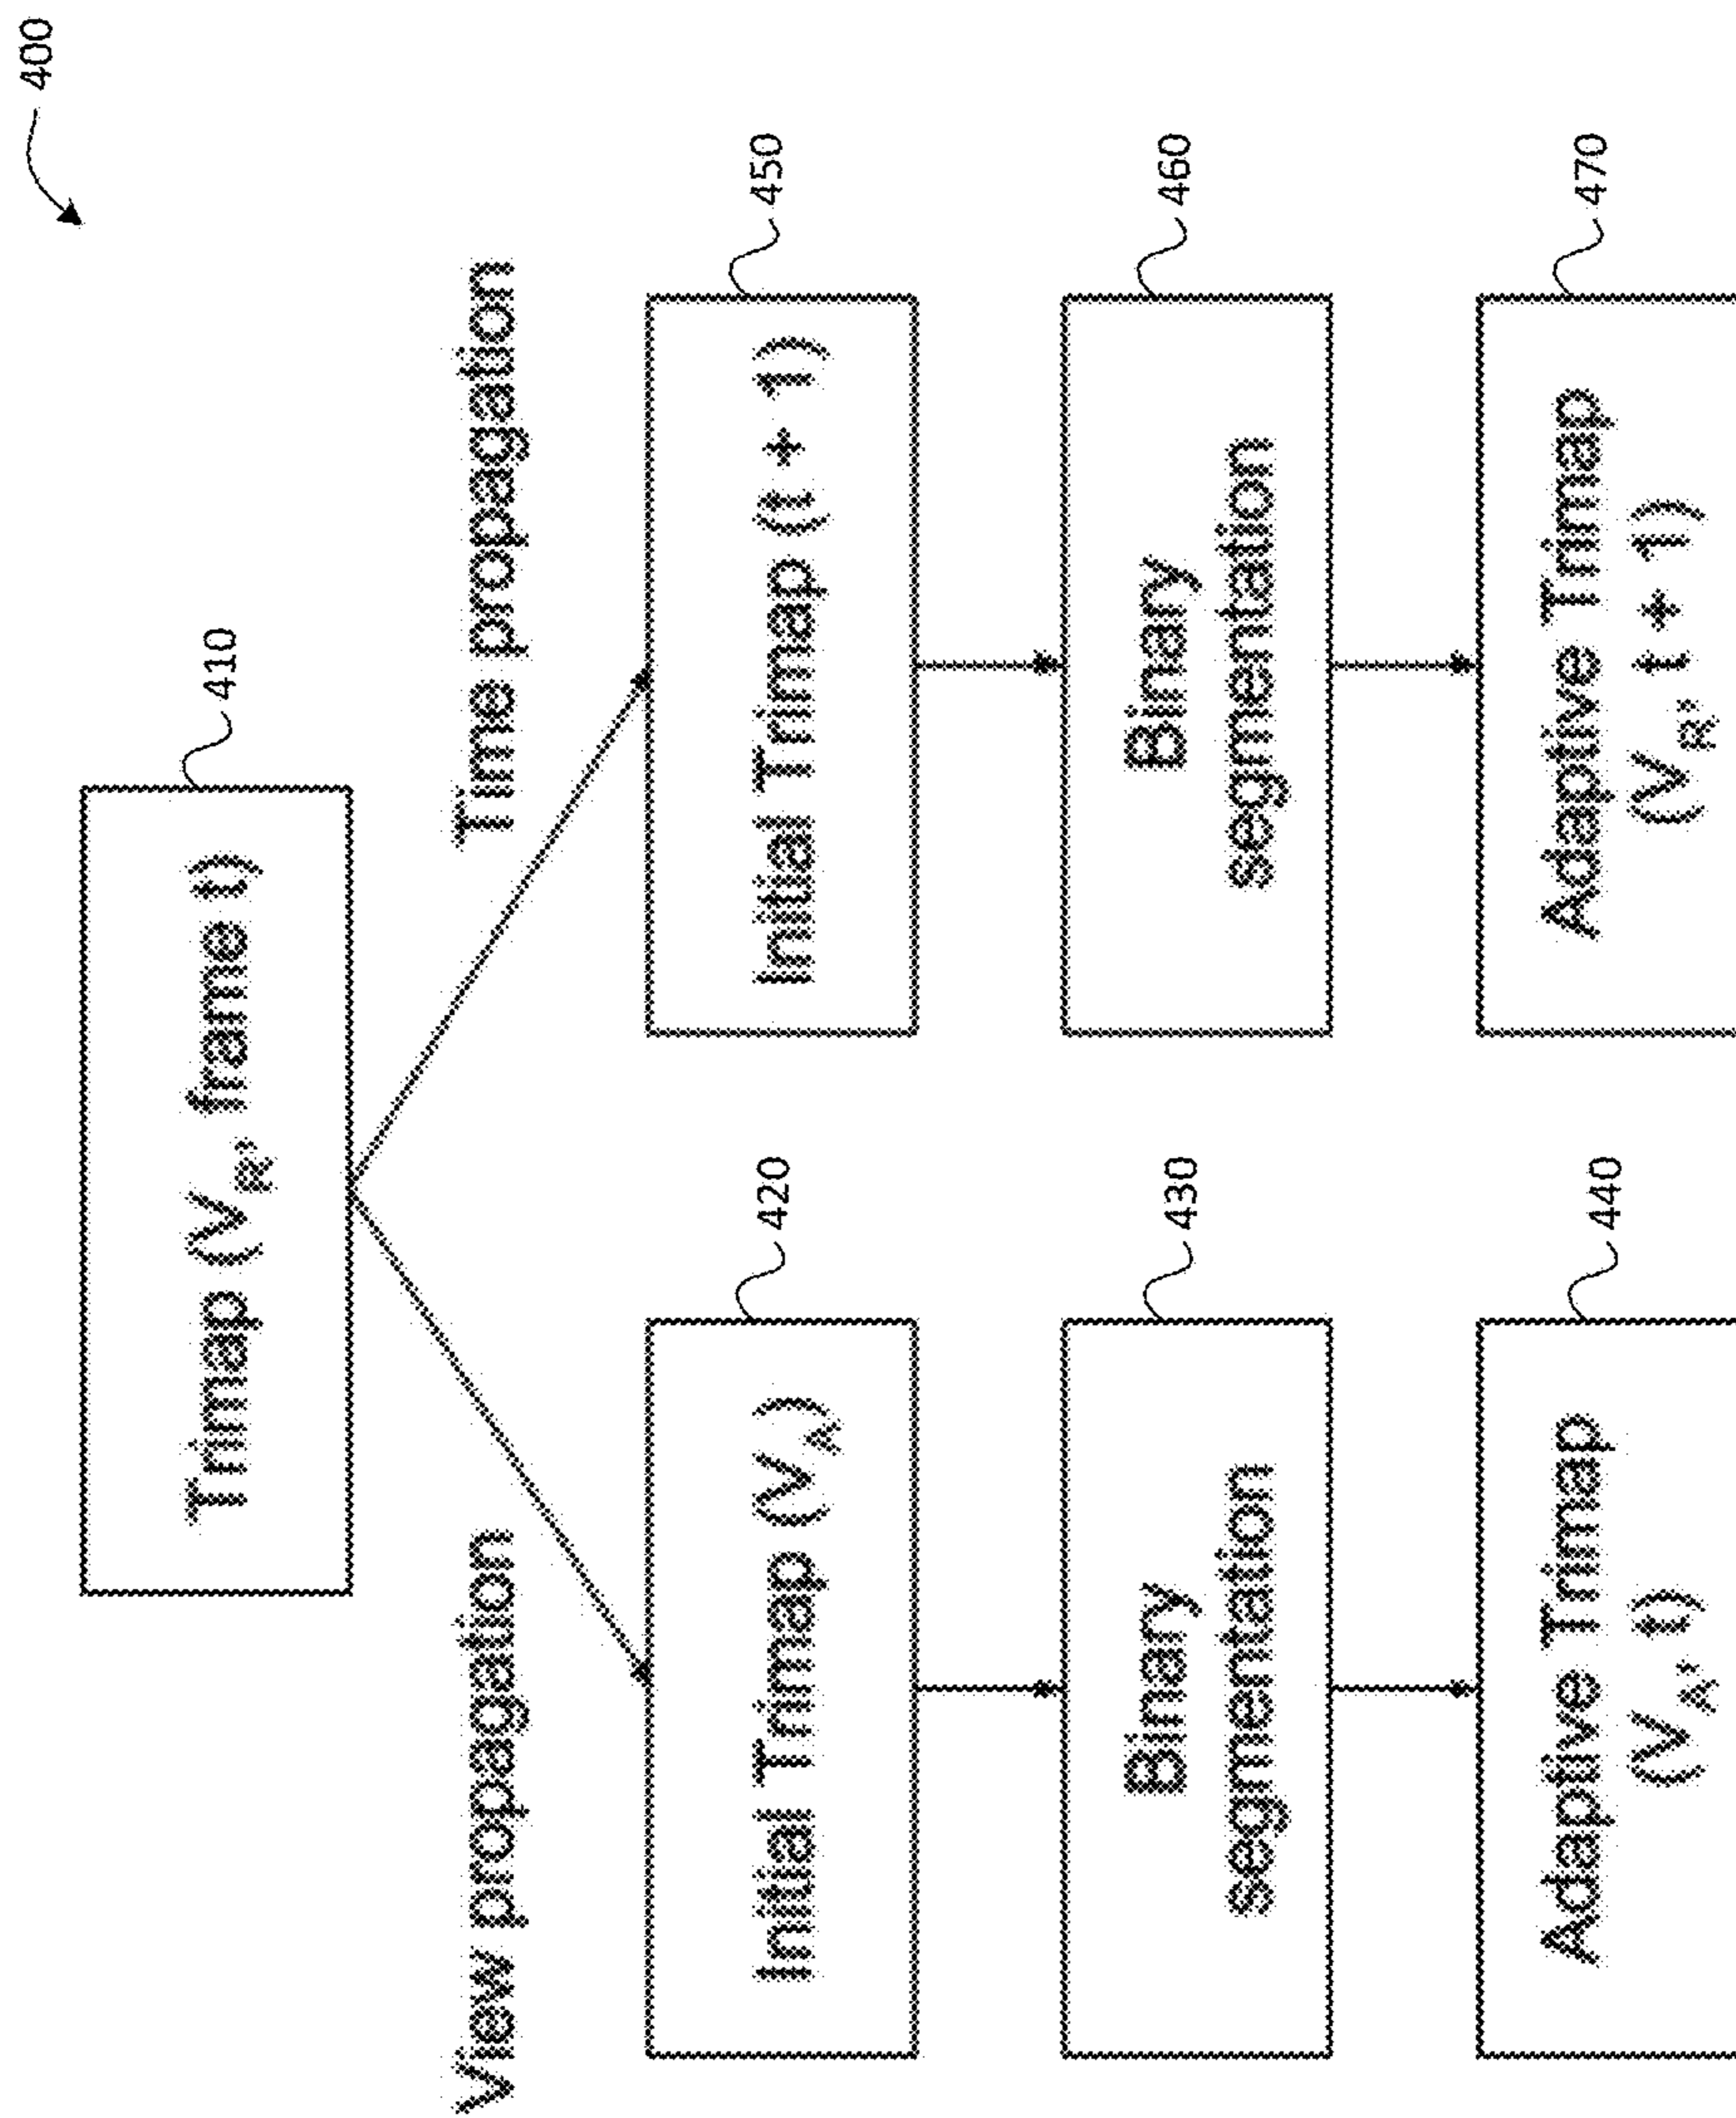 400
410
Trimap (V_R, frame t)
View propagation
Time propagation
420
Initial Trimap (V_A)
450
Initial Trimap (t + 1)
430
Binary
segmentation
460
Binary
segmentation
440
Adaptive Trimap
(V_A, t)
470
Adaptive Trimap
(V_R, t + 1)